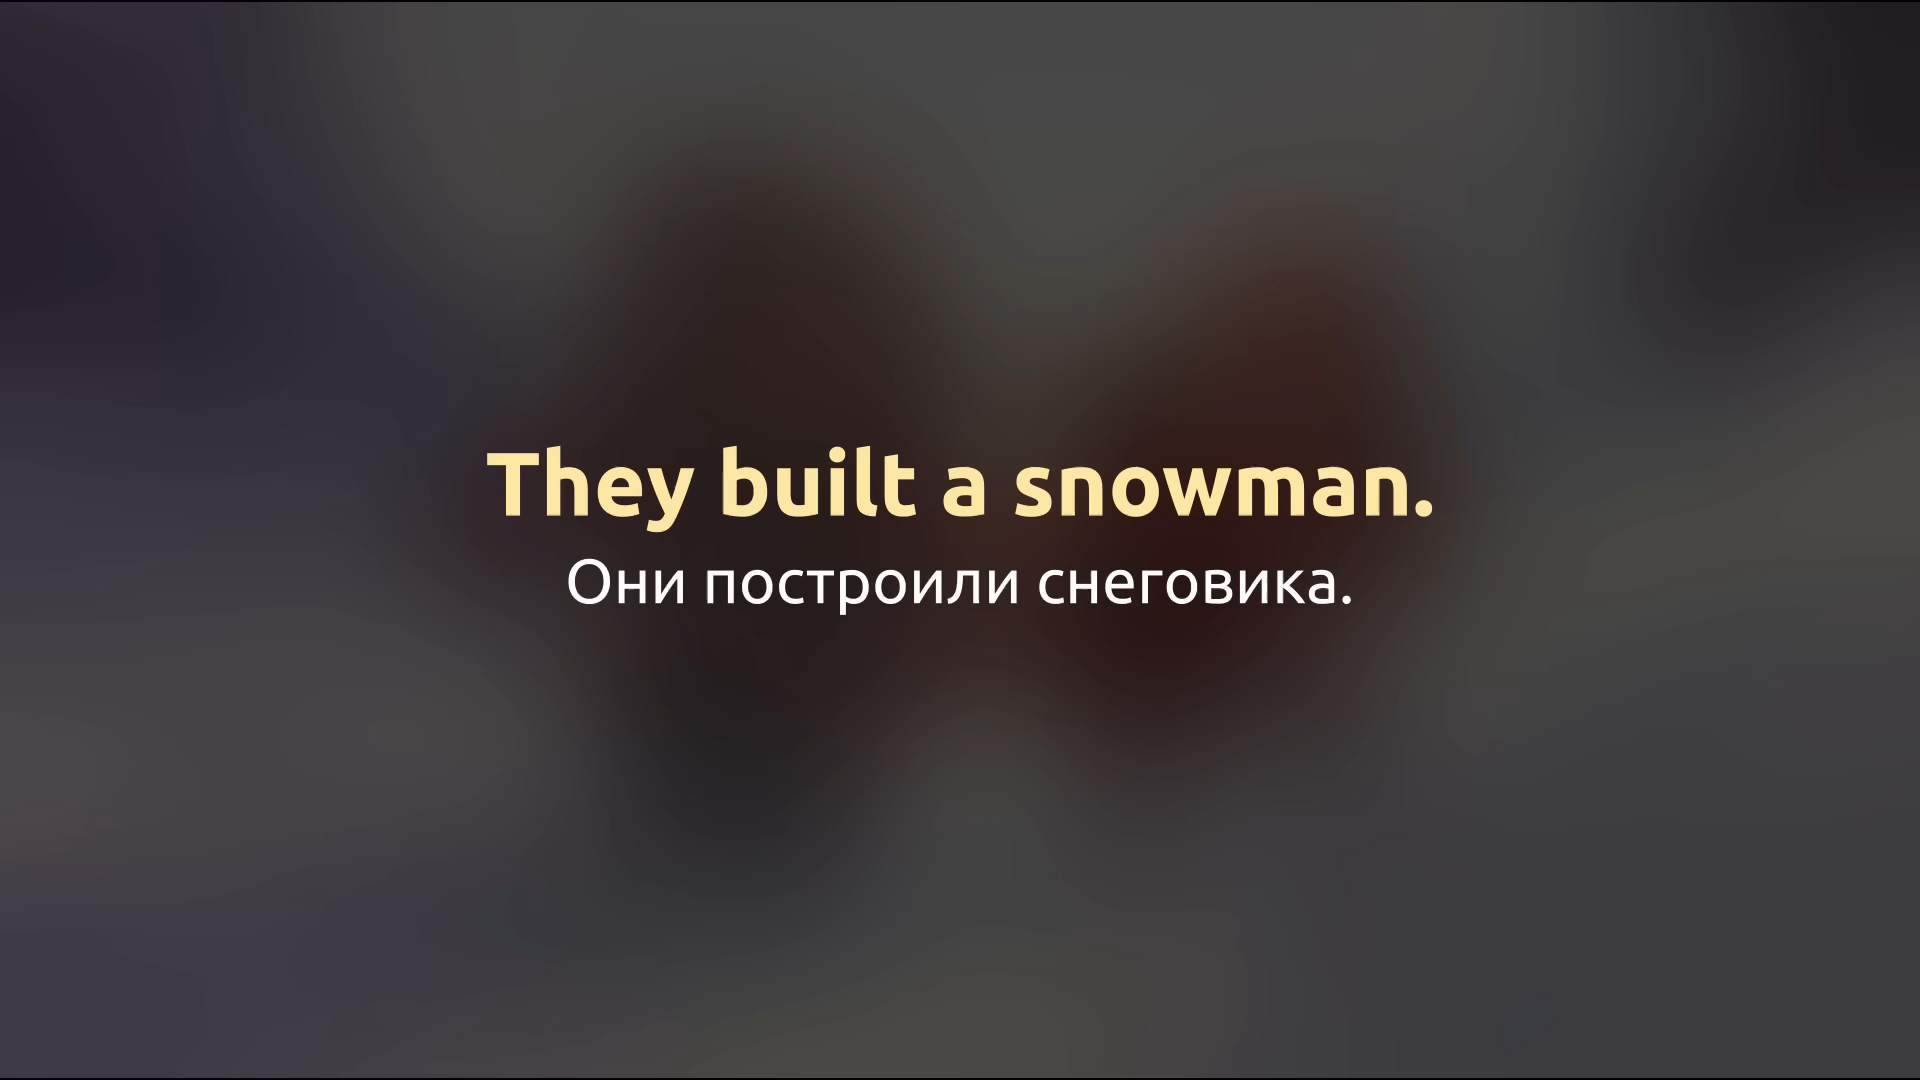 They built a snowman.
Они построили снеговика.